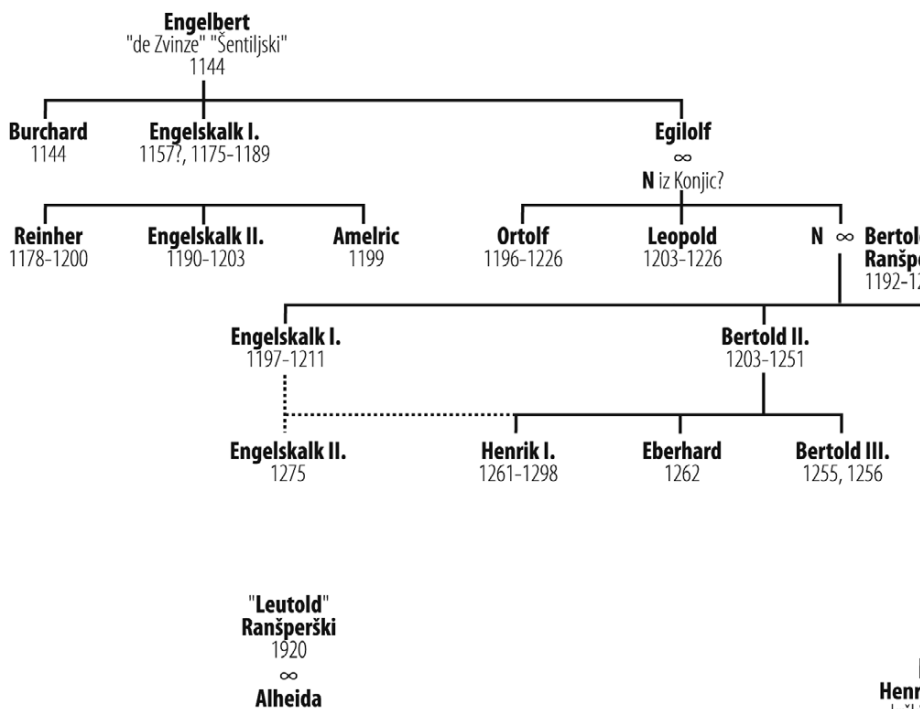 Engelbert
"de Zvinze" "Šentiljski"
1144
Burchard
1144
Engelskalk I.
1157?, 1175-1189
Egilolf
∞
N iz Konjic?
Reinher
1178-1200
Engelskalk II.
1190-1203
Amelric
1199
Ortolf
1196-1226
Leopold
1203-1226
N ∞
Engelskalk I.
1197-1211
Bertold II.
1203-1251
Engelskalk II.
1275
Henrik I.
1261-1298
Eberhard
1262
Bertold III.
1255, 1256
"Leutold"
Ranšperški
1920
∞
Alheida